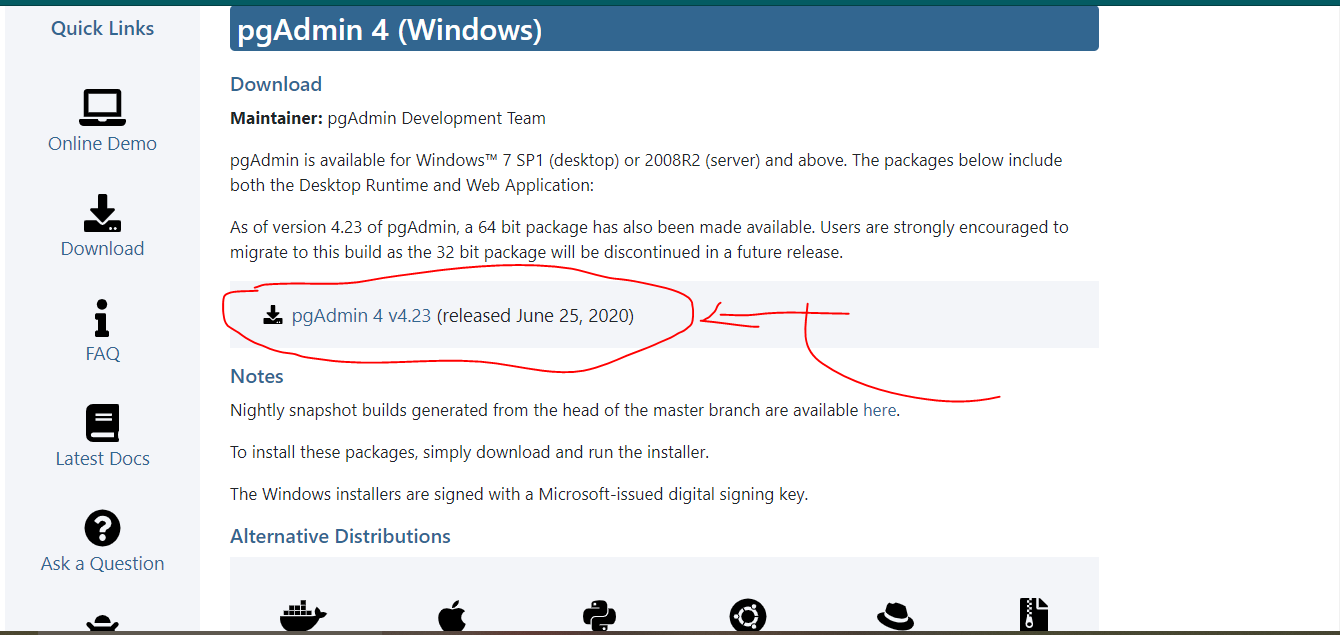 Quick Links
Online Demo
Download
FAQ
Latest Docs
Ask a Question
pgAdmin 4 (Windows)
Download
Maintainer: pgAdmin Development Team
pgAdmin is available for Windows™ 7 SP1 (desktop) or 2008R2 (server) and above. The packages below include
both the Desktop Runtime and Web Application:
As of version 4.23 of pgAdmin, a 64 bit package has also been made available. Users are strongly encouraged to
migrate to this build as the 32 bit package will be discontinued in a future release.
pgAdmin 4 v4.23 (released June 25, 2020)
Notes
Nightly snapshot builds generated from the head of the master branch are available here.
To install these packages, simply download and run the installer.
The Windows installers are signed with a Microsoft-issued digital signing key.
Alternative Distributions